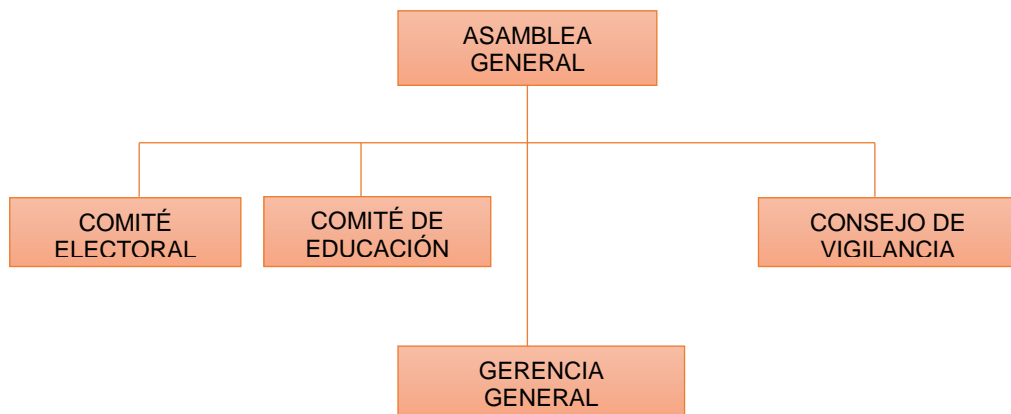 ASAMBLEA
GENERAL
COMITÉ
ELECTORAL
COMITÉ DE
EDUCACIÓN
CONSEJO DE
VIGILANCIA
GERENCIA
GENERAL